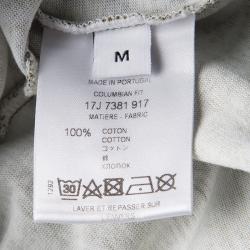 M
MADE IN PORTUGAL
COLUMBIAN FIT
17J 7381 917
MATIERE - FABRIC
100% COTON
COTTON
コットン
棉
ХЛОПОК
1292
30
LAVER ET REPASSER SUR